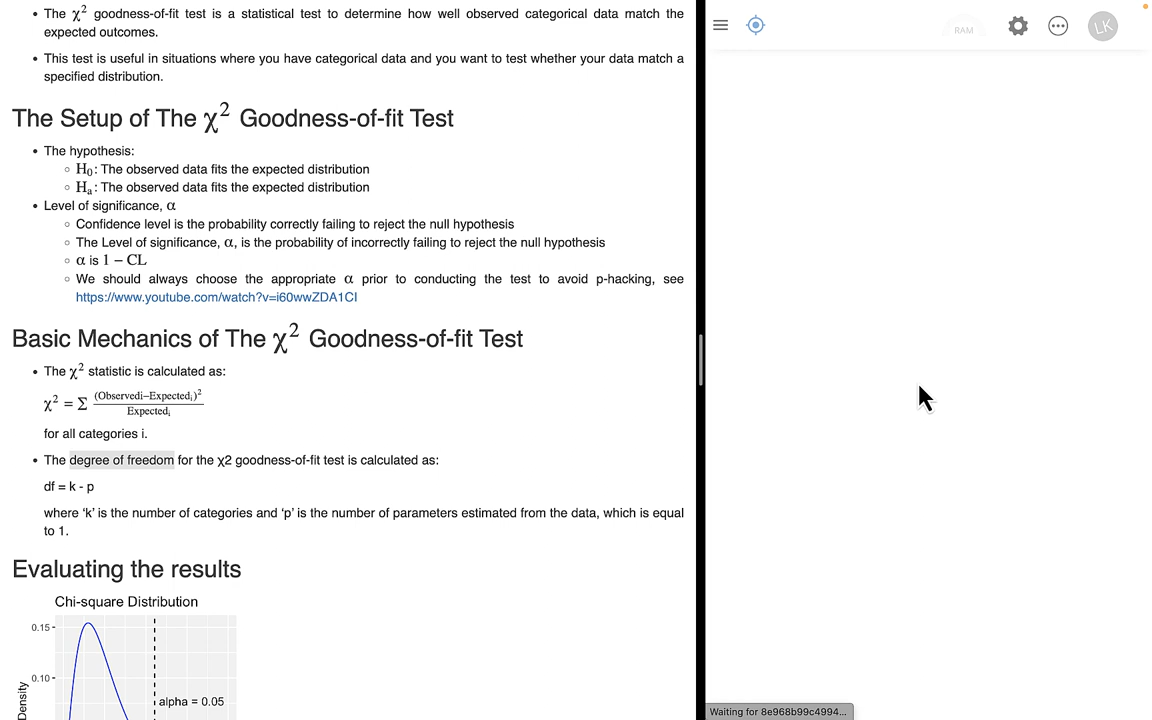 • The χ² goodness-of-fit test is a statistical test to determine how well observed categorical data match the
expected outcomes.
• This test is useful in situations where you have categorical data and you want to test whether your data match a
specified distribution.
The Setup of The χ² Goodness-of-fit Test
• The hypothesis:
◦ H₀: The observed data fits the expected distribution
◦ Hₐ: The observed data fits the expected distribution
• Level of significance, α
◦ Confidence level is the probability correctly failing to reject the null hypothesis
◦ The Level of significance, α, is the probability of incorrectly failing to reject the null hypothesis
◦ α is 1 − CL
◦ We should always choose the appropriate α prior to conducting the test to avoid p-hacking, see
https://www.youtube.com/watch?v=i60wwZDA1CI
Basic Mechanics of The χ² Goodness-of-fit Test
• The χ² statistic is calculated as:
χ² = Σ (Observedi−Expectedᵢ)² / Expectedᵢ
for all categories i.
• The degree of freedom for the χ2 goodness-of-fit test is calculated as:
df = k - p
where ‘k’ is the number of categories and ‘p’ is the number of parameters estimated from the data, which is equal
to 1.
Evaluating the results
Chi-square Distribution
0.15
0.10
Density
alpha = 0.05
RAM
LK
Waiting for 8e968b99c4994...